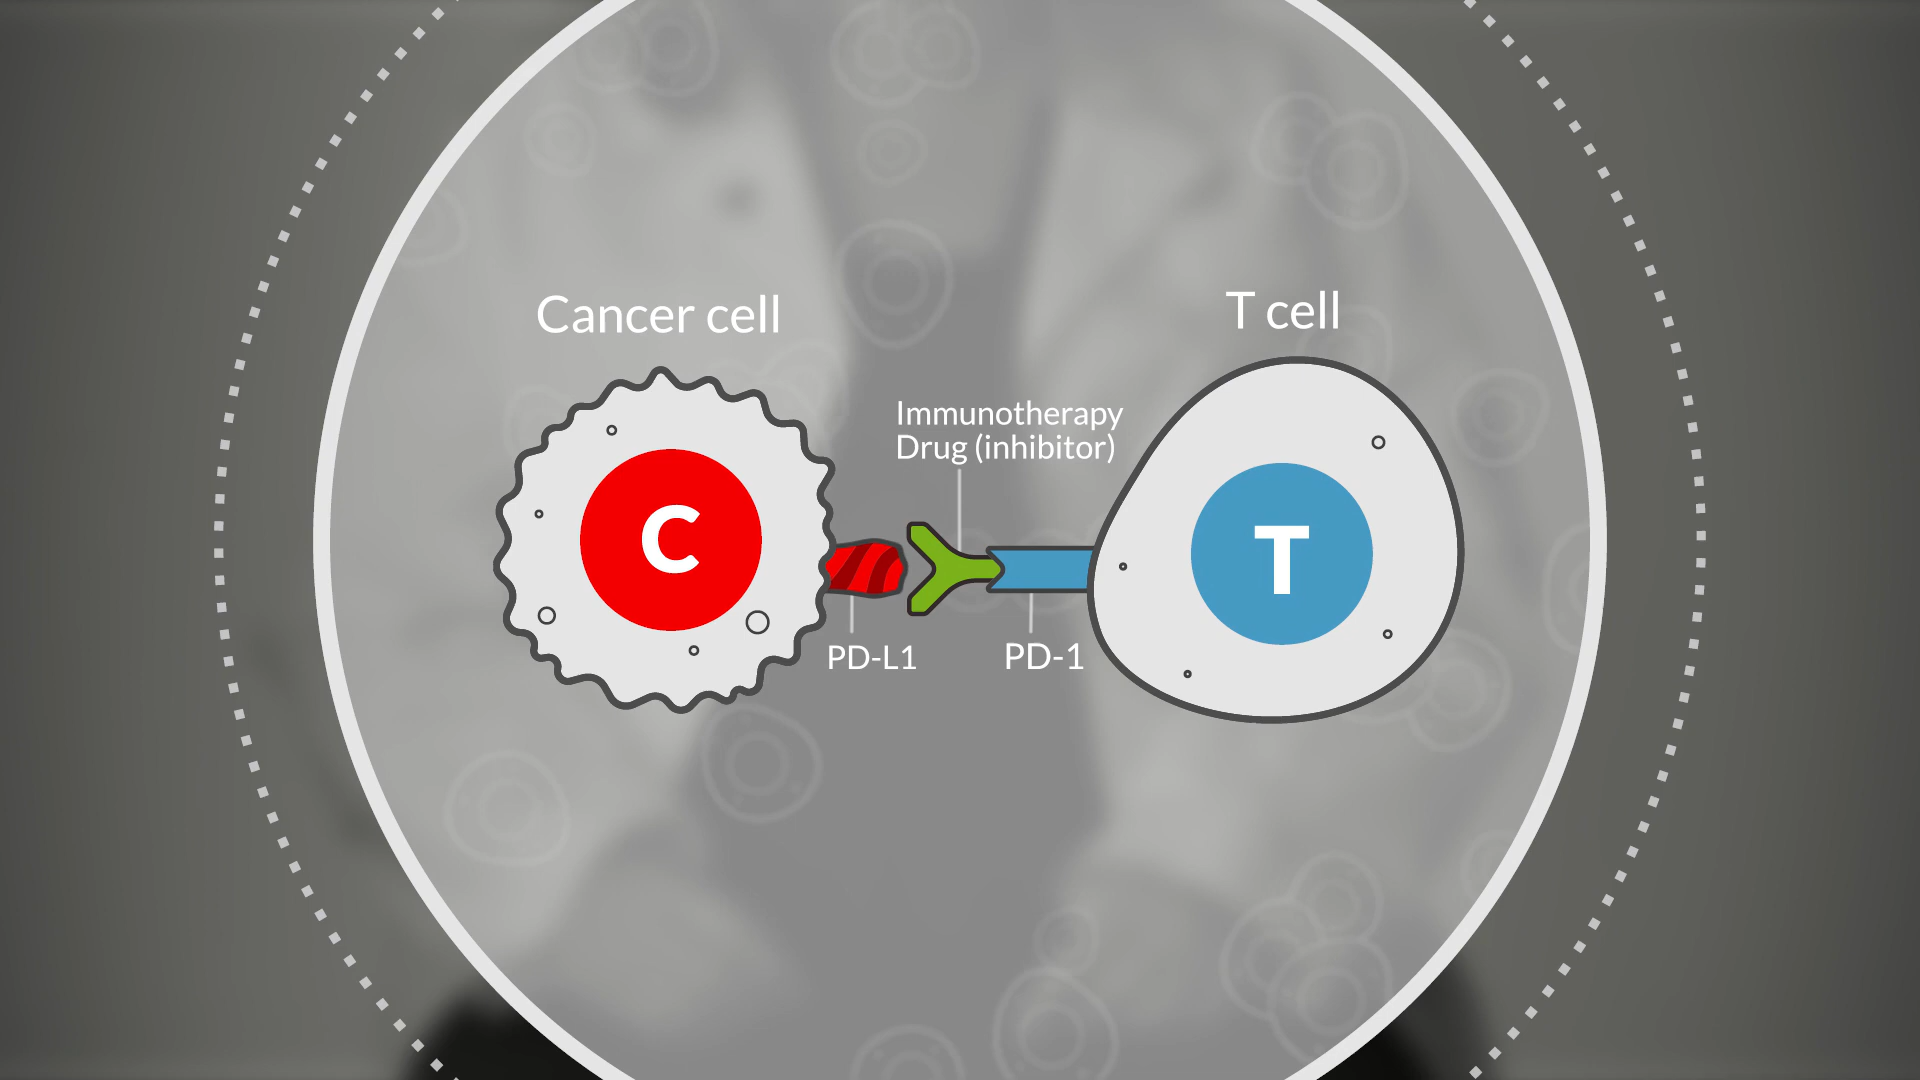 Cancer cell
T cell
Immunotherapy
Drug (inhibitor)
C
T
PD-L1
PD-1